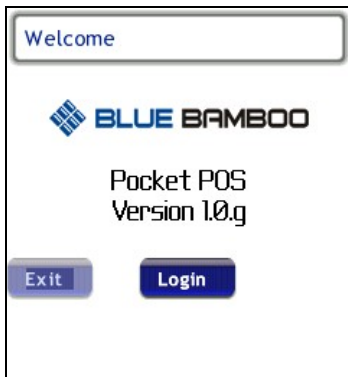 Welcome
BLUE BAMBOO
Pocket POS
Version 1.0.g
Exit
Login